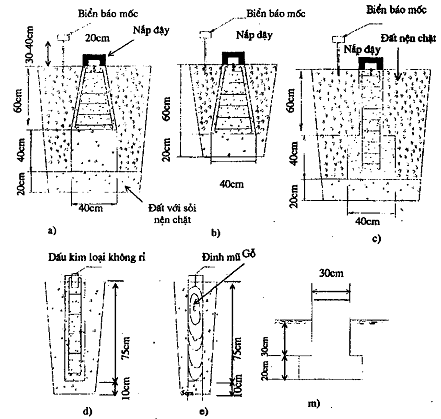 Biển báo mốc
20cm
Nắp đậy
30-40cm
60cm
40cm
20cm
40cm
Đất với sỏi
nện chặt
a)
Biển báo mốc
Nắp đậy
60cm
20cm
40cm
b)
Biển báo mốc
Đất nện chặt
Nắp đậy
60cm
40cm
20cm
40cm
c)
Dấu kim loại không rỉ
75cm
10cm
d)
Đinh mũ
Gỗ
75cm
10cm
e)
30cm
30cm
20cm
m)